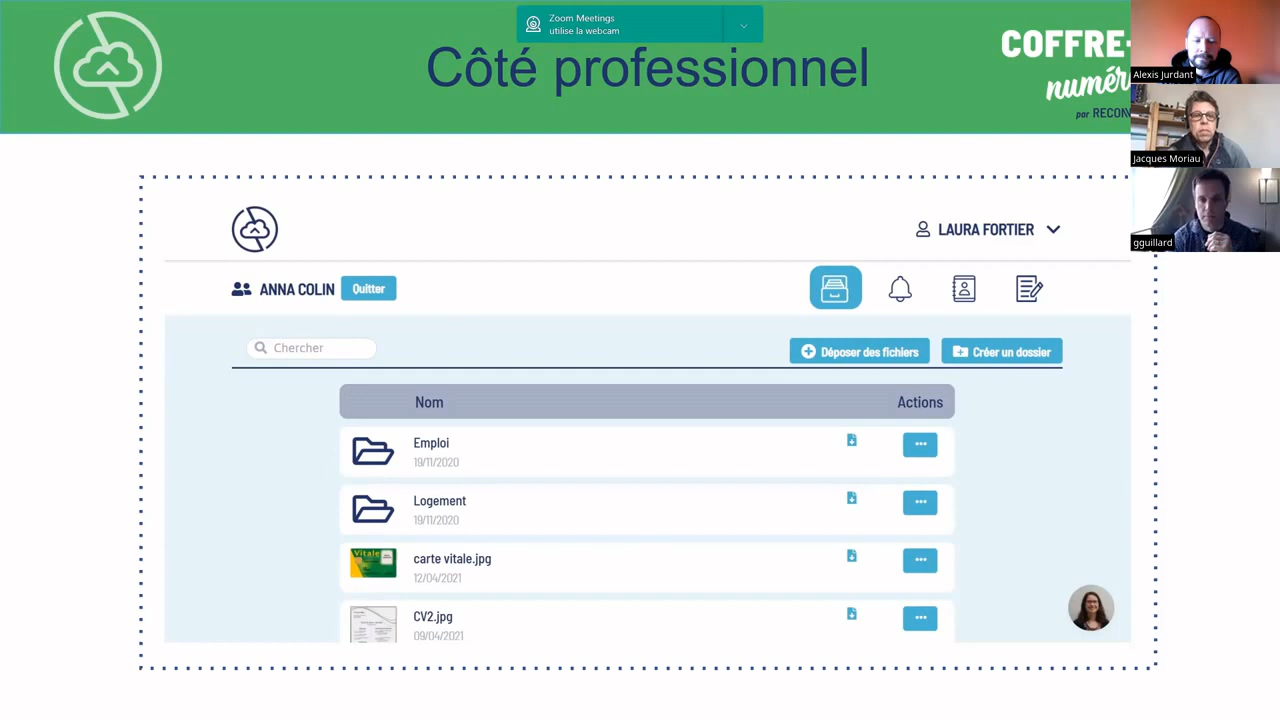 Zoom Meetings
utilise la webcam
Côté professionnel
COFFRE-
numér
par RECON
Alexis Jurdant
Jacques Moriau
gguillard
LAURA FORTIER
ANNA COLIN
Quitter
Chercher
Déposer des fichiers
Créer un dossier
Nom
Actions
Emploi
19/11/2020
Logement
19/11/2020
Vitale
carte vitale.jpg
12/04/2021
CV2.jpg
09/04/2021